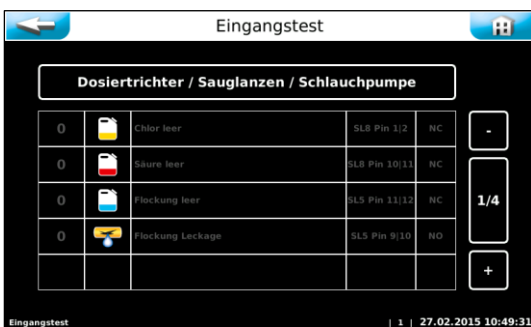 Eingangstest
Dosiertrichter / Sauglanzen / Schlauchpumpe
0 Chlor leer SL8 Pin 1|2 NC -
0 Säure leer SL8 Pin 10|11 NC
0 Flockung leer SL5 Pin 11|12 NC 1/4
0 Flockung Leckage SL5 Pin 9|10 NO
+
Eingangstest | 1 | 27.02.2015 10:49:31